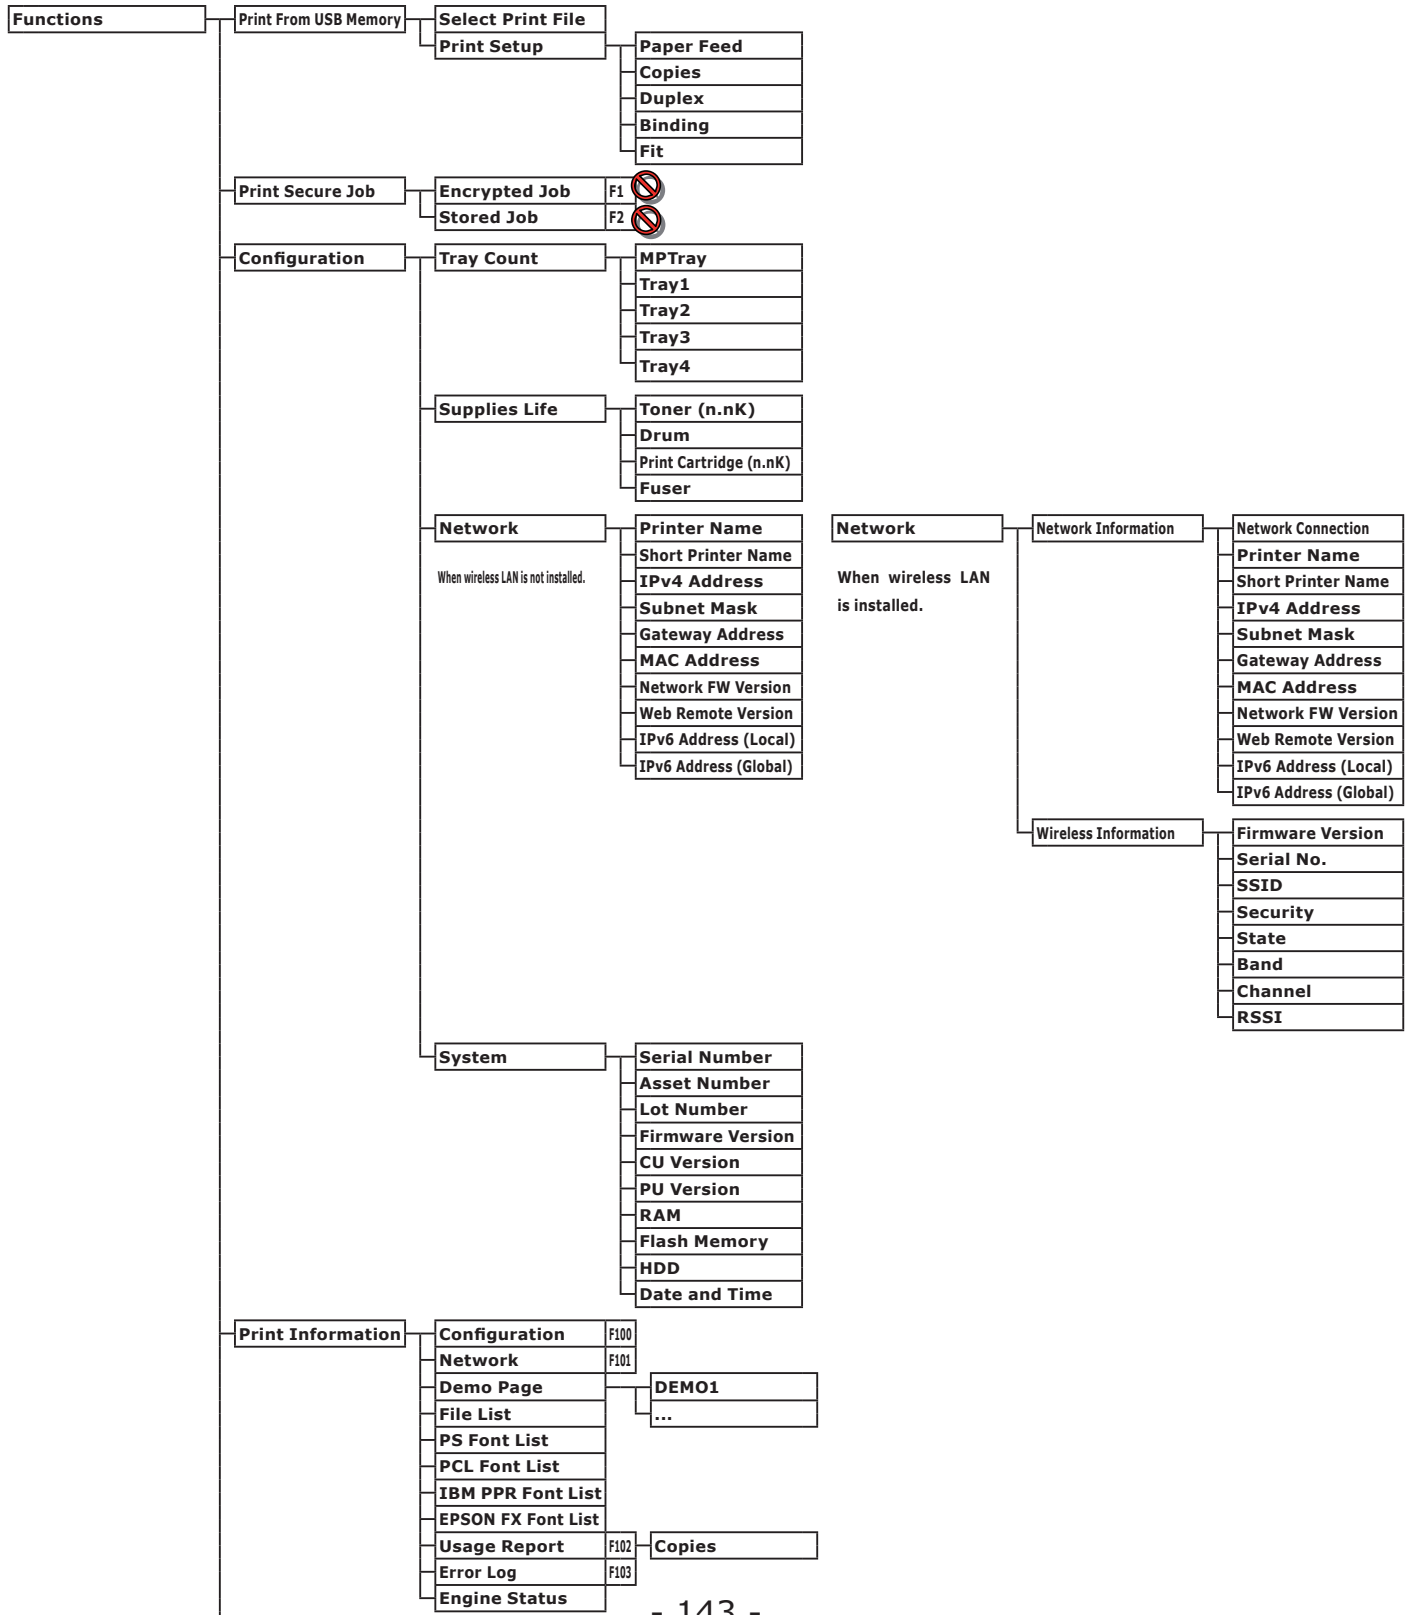 Functions
Print From USB Memory
Select Print File
Print Setup
Paper Feed
Copies
Duplex
Binding
Fit
Print Secure Job
Encrypted Job F1
Stored Job F2
Configuration
Tray Count
MPTray
Tray1
Tray2
Tray3
Tray4
Supplies Life
Toner (n.nK)
Drum
Print Cartridge (n.nK)
Fuser
Network
When wireless LAN is not installed.
Printer Name
Short Printer Name
IPv4 Address
Subnet Mask
Gateway Address
MAC Address
Network FW Version
Web Remote Version
IPv6 Address (Local)
IPv6 Address (Global)
Network
When wireless LAN
is installed.
Network Information
Network Connection
Printer Name
Short Printer Name
IPv4 Address
Subnet Mask
Gateway Address
MAC Address
Network FW Version
Web Remote Version
IPv6 Address (Local)
IPv6 Address (Global)
Wireless Information
Firmware Version
Serial No.
SSID
Security
State
Band
Channel
RSSI
System
Serial Number
Asset Number
Lot Number
Firmware Version
CU Version
PU Version
RAM
Flash Memory
HDD
Date and Time
Print Information
Configuration F100
Network F101
Demo Page
DEMO1
...
File List
PS Font List
PCL Font List
IBM PPR Font List
EPSON FX Font List
Usage Report F102
Copies
Error Log F103
Engine Status
- 143 -